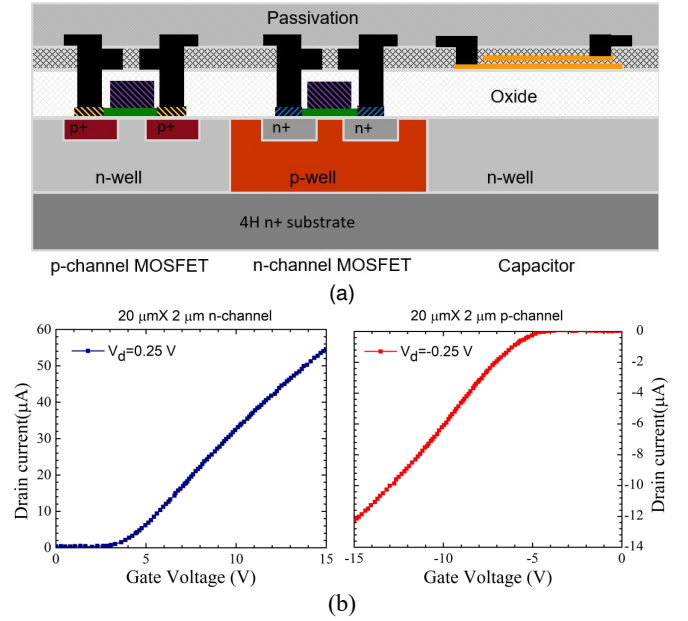 Passivation
Oxide
p+ p+ n+ n+
n-well p-well n-well
4H n+ substrate
p-channel MOSFET n-channel MOSFET Capacitor
(a)
20 μmX 2 μm n-channel
60
50
40
30
20
10
0
Drain current(μA)
V_d=0.25 V
0 5 10 15
Gate Voltage (V)
20 μmX 2 μm p-channel
V_d=-0.25 V
0
-2
-4
-6
-8
-10
-12
-14
Drain current(μA)
-15 -10 -5 0
Gate Voltage (V)
(b)